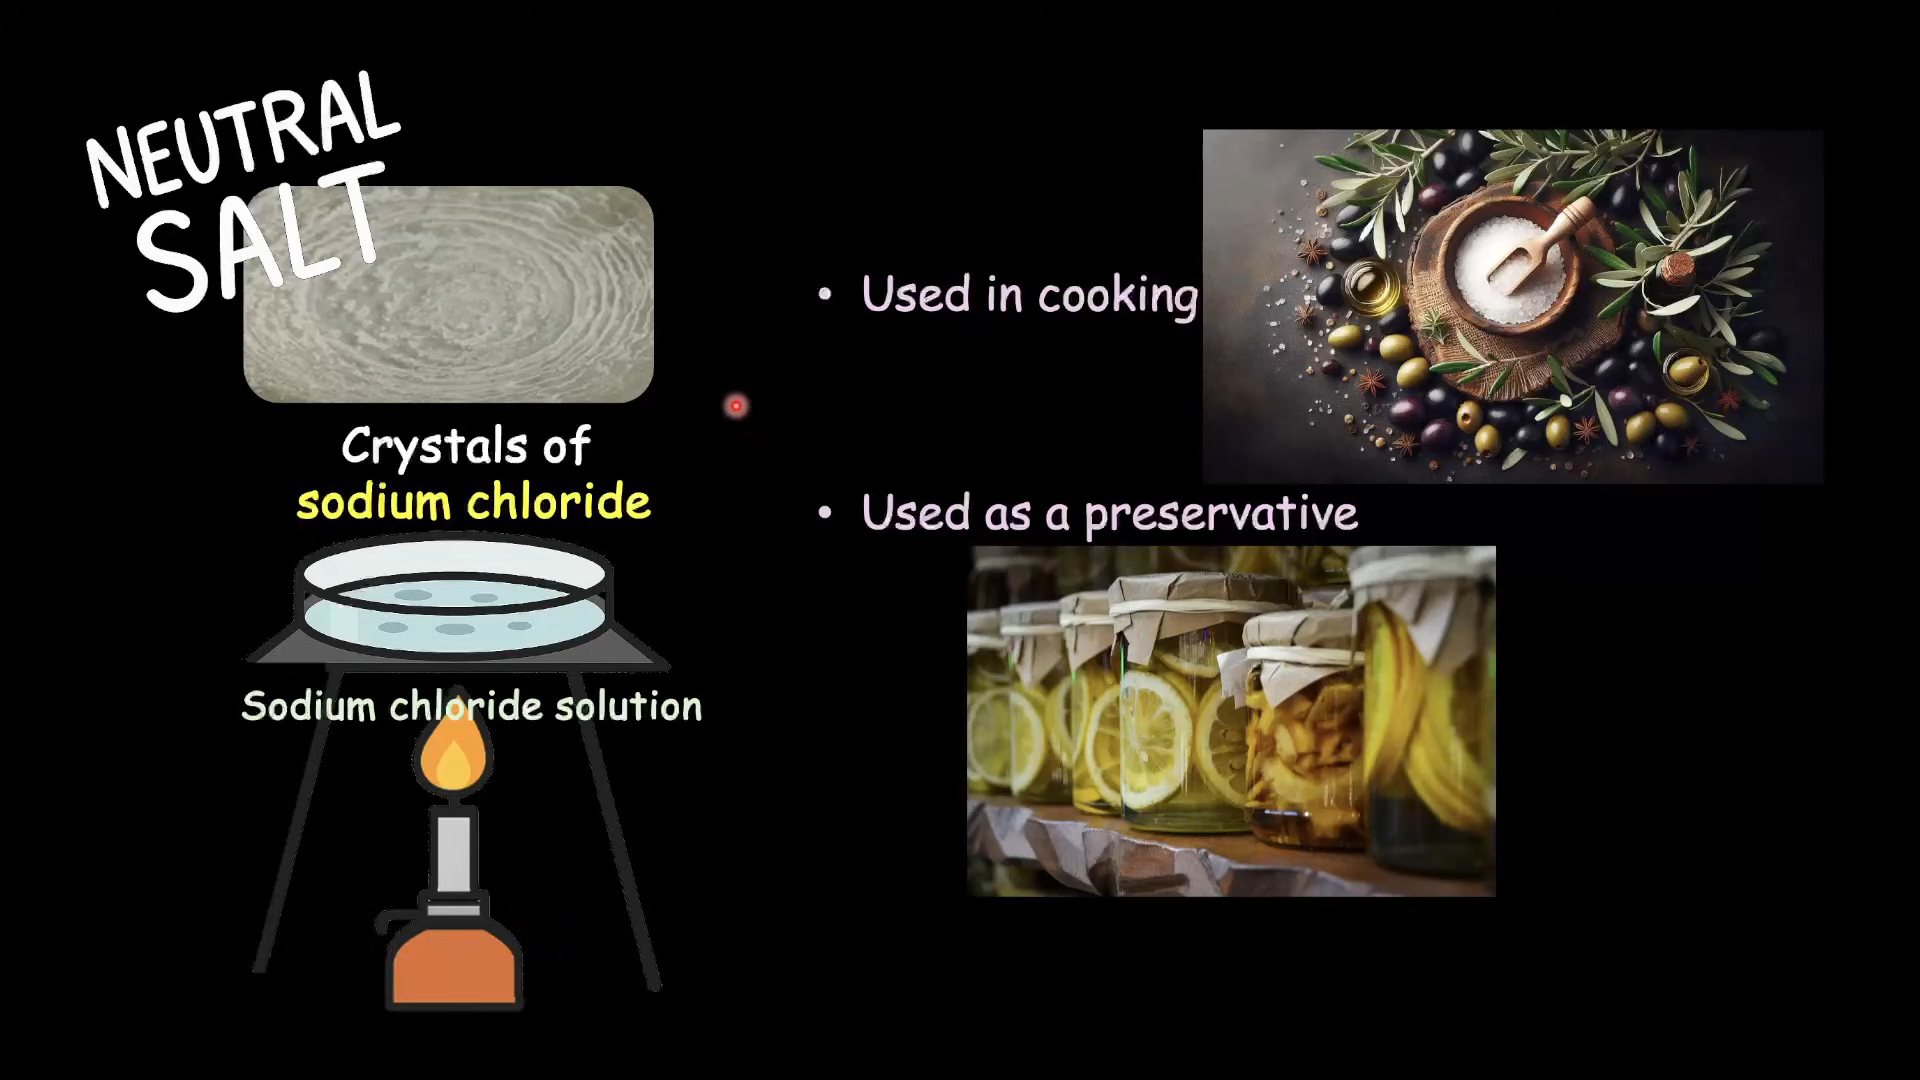 NEUTRAL
SALT
Crystals of
sodium chloride
Sodium chloride solution
• Used in cooking
• Used as a preservative